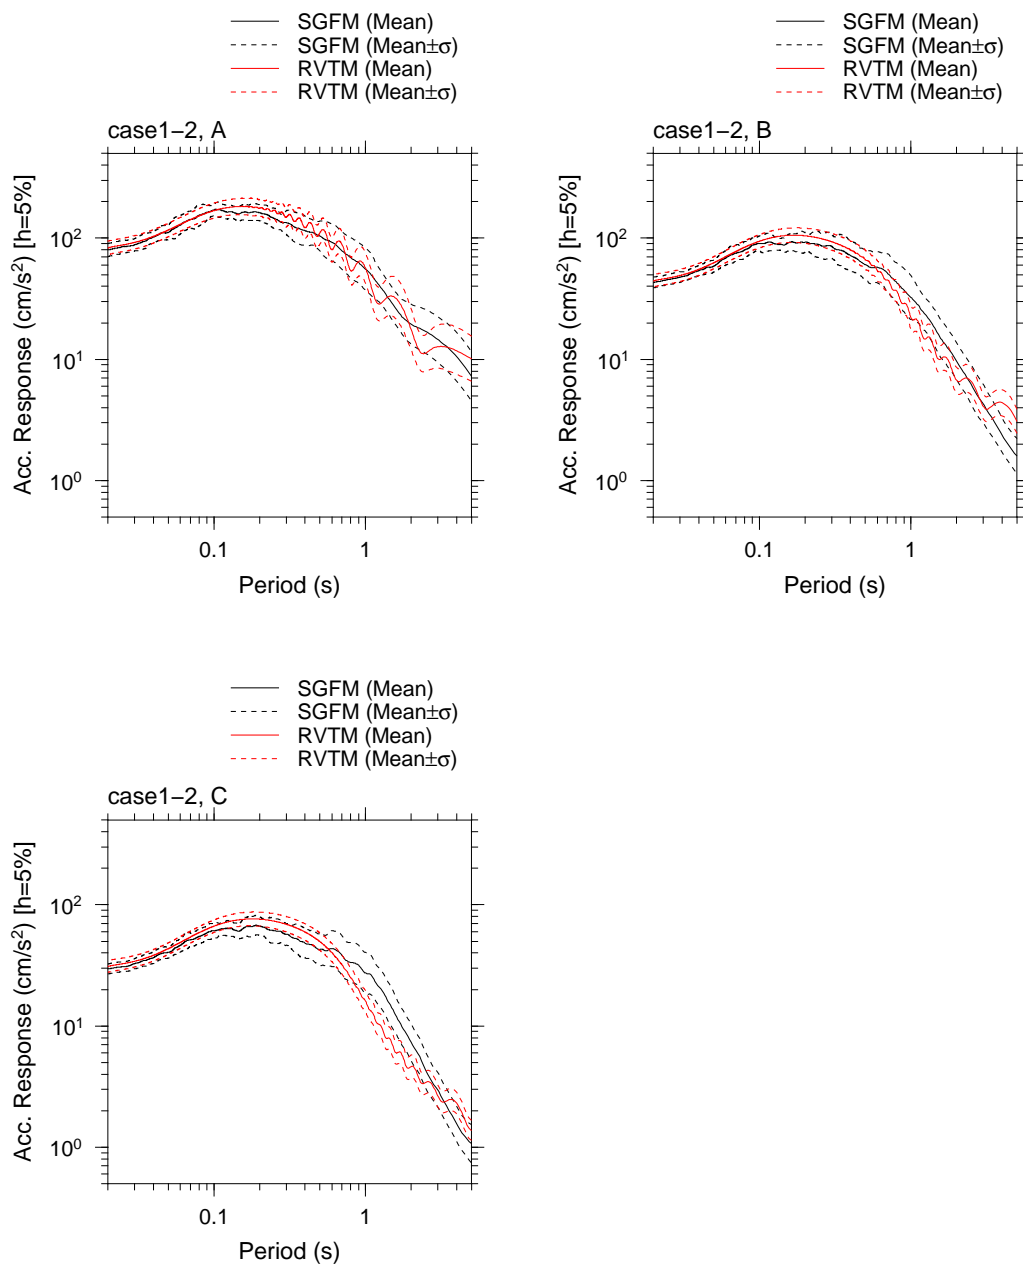 SGFM (Mean)
SGFM (Mean±σ)
RVTM (Mean)
RVTM (Mean±σ)
case1−2, A
10²
10¹
10⁰
Acc. Response (cm/s²) [h=5%]
0.1
1
Period (s)
SGFM (Mean)
SGFM (Mean±σ)
RVTM (Mean)
RVTM (Mean±σ)
case1−2, B
10²
10¹
10⁰
Acc. Response (cm/s²) [h=5%]
0.1
1
Period (s)
SGFM (Mean)
SGFM (Mean±σ)
RVTM (Mean)
RVTM (Mean±σ)
case1−2, C
10²
10¹
10⁰
Acc. Response (cm/s²) [h=5%]
0.1
1
Period (s)